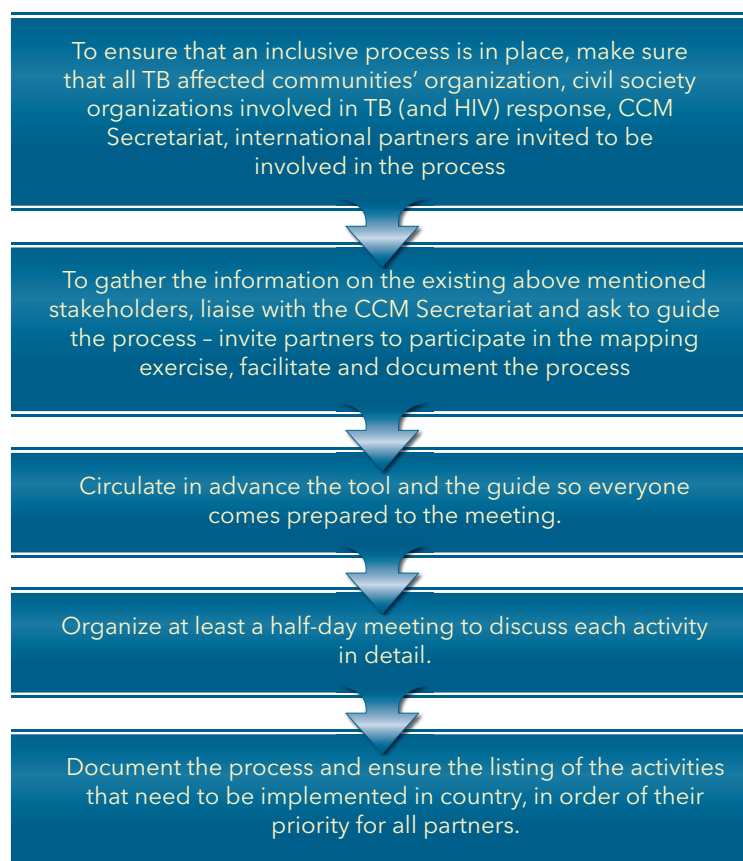 To ensure that an inclusive process is in place, make sure
that all TB affected communities’ organization, civil society
organizations involved in TB (and HIV) response, CCM
Secretariat, international partners are invited to be
involved in the process
To gather the information on the existing above mentioned
stakeholders, liaise with the CCM Secretariat and ask to guide
the process – invite partners to participate in the mapping
exercise, facilitate and document the process
Circulate in advance the tool and the guide so everyone
comes prepared to the meeting.
Organize at least a half-day meeting to discuss each activity
in detail.
Document the process and ensure the listing of the activities
that need to be implemented in country, in order of their
priority for all partners.